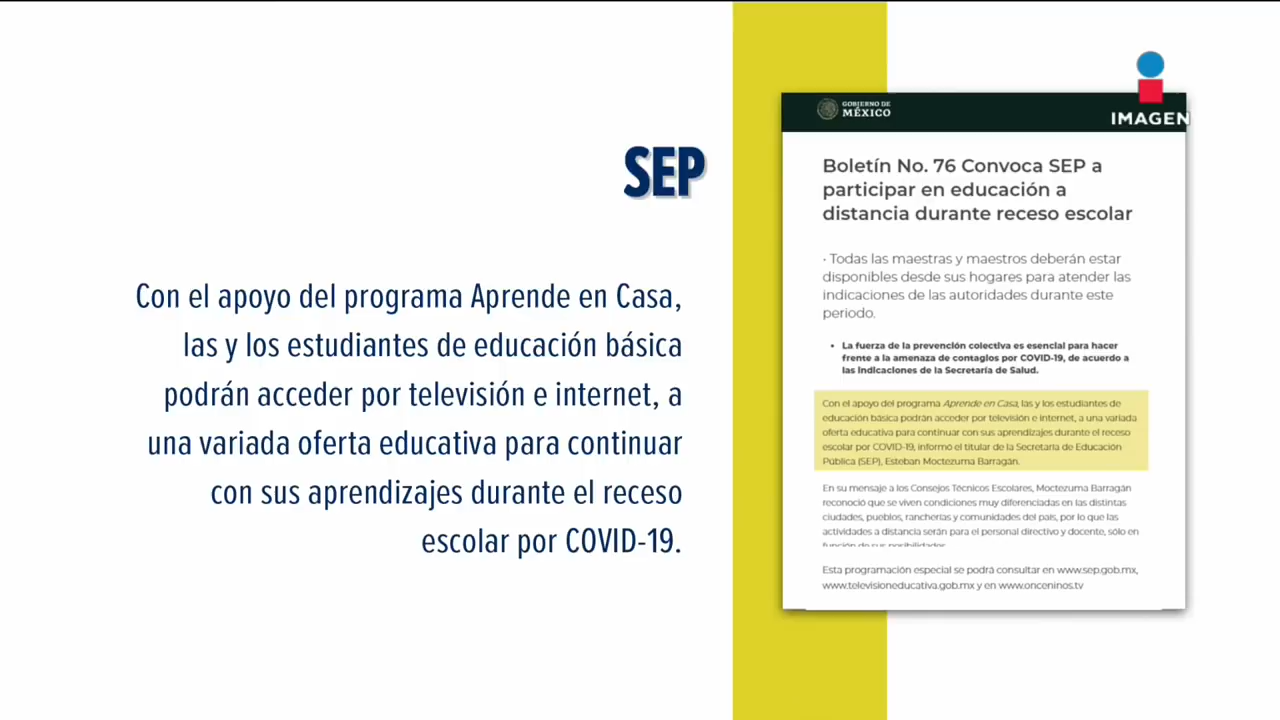 SEP
Con el apoyo del programa Aprende en Casa,
las y los estudiantes de educación básica
podrán acceder por televisión e internet, a
una variada oferta educativa para continuar
con sus aprendizajes durante el receso
escolar por COVID-19.
GOBIERNO DE
MÉXICO
IMAGEN
Boletín No. 76 Convoca SEP a
participar en educación a
distancia durante receso escolar
· Todas las maestras y maestros deberán estar
disponibles desde sus hogares para atender las
indicaciones de las autoridades durante este
periodo.
• La fuerza de la prevención colectiva es esencial para hacer
frente a la amenaza de contagios por COVID-19, de acuerdo a
las indicaciones de la Secretaría de Salud.
Con el apoyo del programa Aprende en Casa, las y los estudiantes de
educación básica podrán acceder por televisión e internet, a una variada
oferta educativa para continuar con sus aprendizajes durante el receso
escolar por COVID-19, informó el titular de la Secretaría de Educación
Pública (SEP), Esteban Moctezuma Barragán.
En su mensaje a los Consejos Técnicos Escolares, Moctezuma Barragán
reconoció que se viven condiciones muy diferenciadas en las distintas
ciudades, pueblos, rancherías y comunidades del país, por lo que las
actividades a distancia serán para el personal directivo y docente, sólo en
función de sus posibilidades.
Esta programación especial se podrá consultar en www.sep.gob.mx,
www.televisioneducativa.gob.mx y en www.onceninos.tv